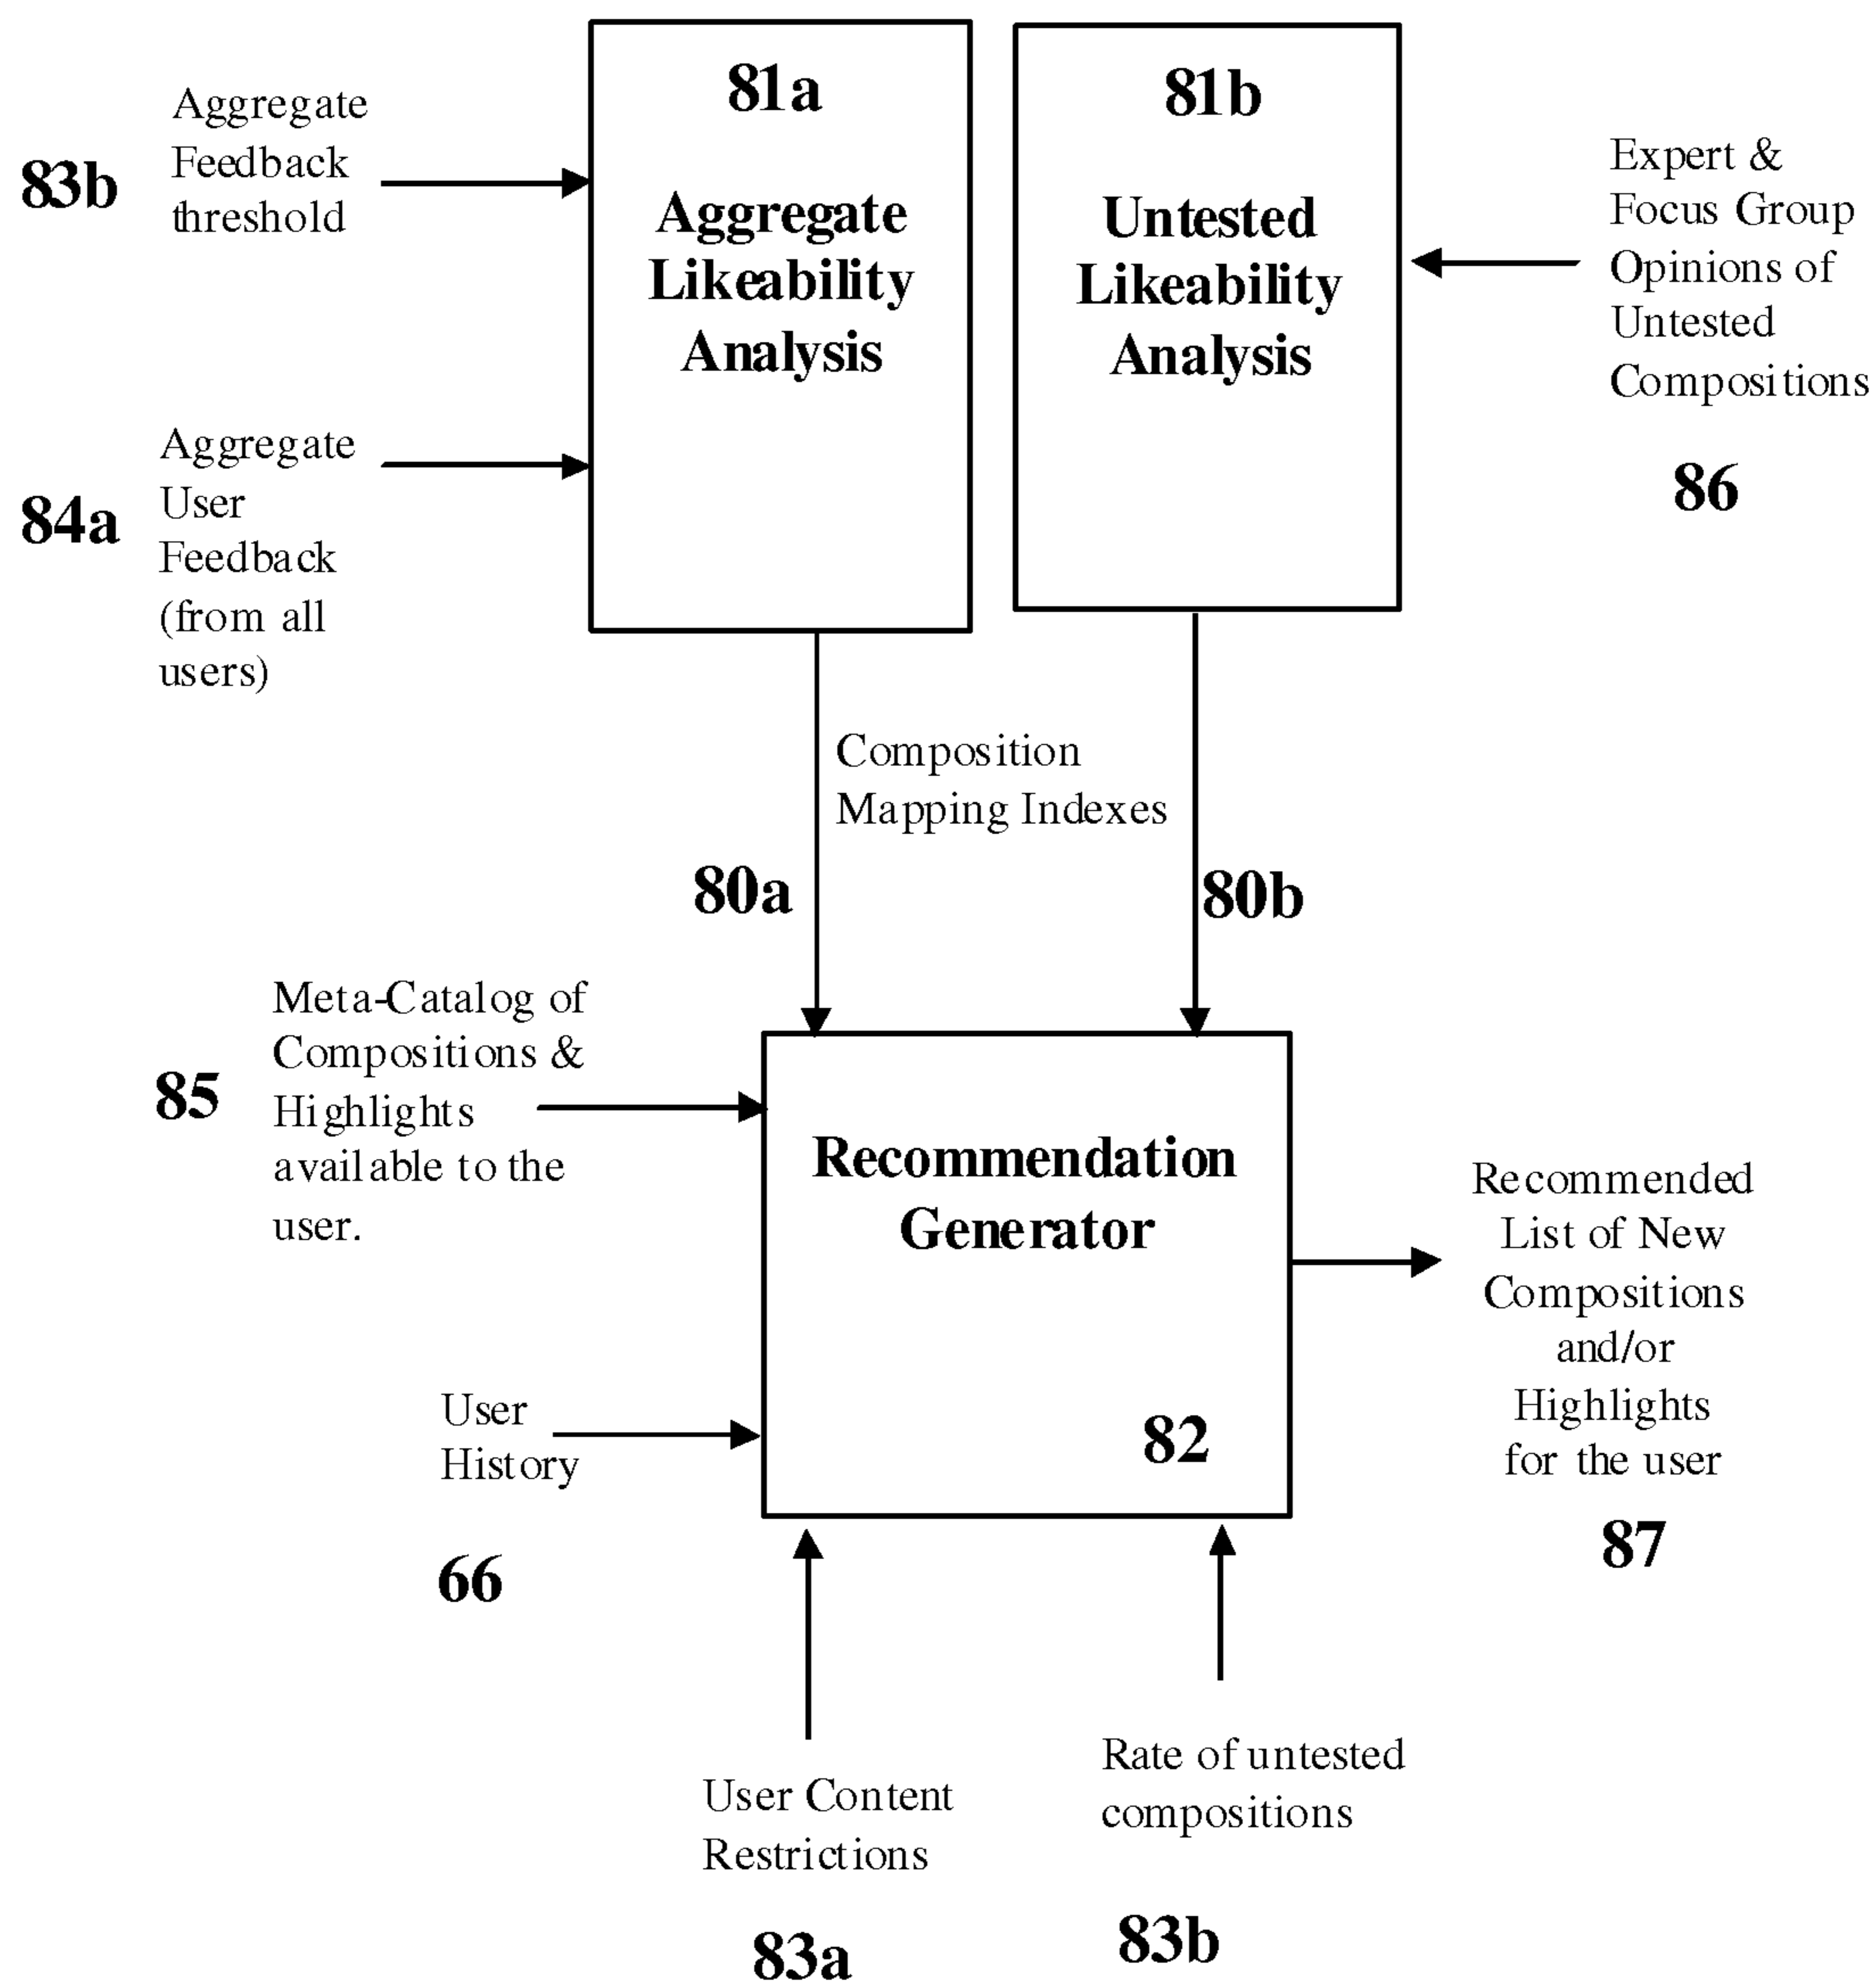 81a
Aggregate
Likeability
Analysis
81b
Untested
Likeability
Analysis
83b
Aggregate
Feedback
threshold
84a
Aggregate
User
Feedback
(from all
users)
Expert &
Focus Group
Opinions of
Untested
Compositions
86
Composition
Mapping Indexes
80a
80b
85
Meta-Catalog of
Compositions &
Highlights
available to the
user.
Recommendation
Generator
82
User
History
66
Recommended
List of New
Compositions
and/or
Highlights
for the user
87
User Content
Restrictions
83a
Rate of untested
compositions
83b